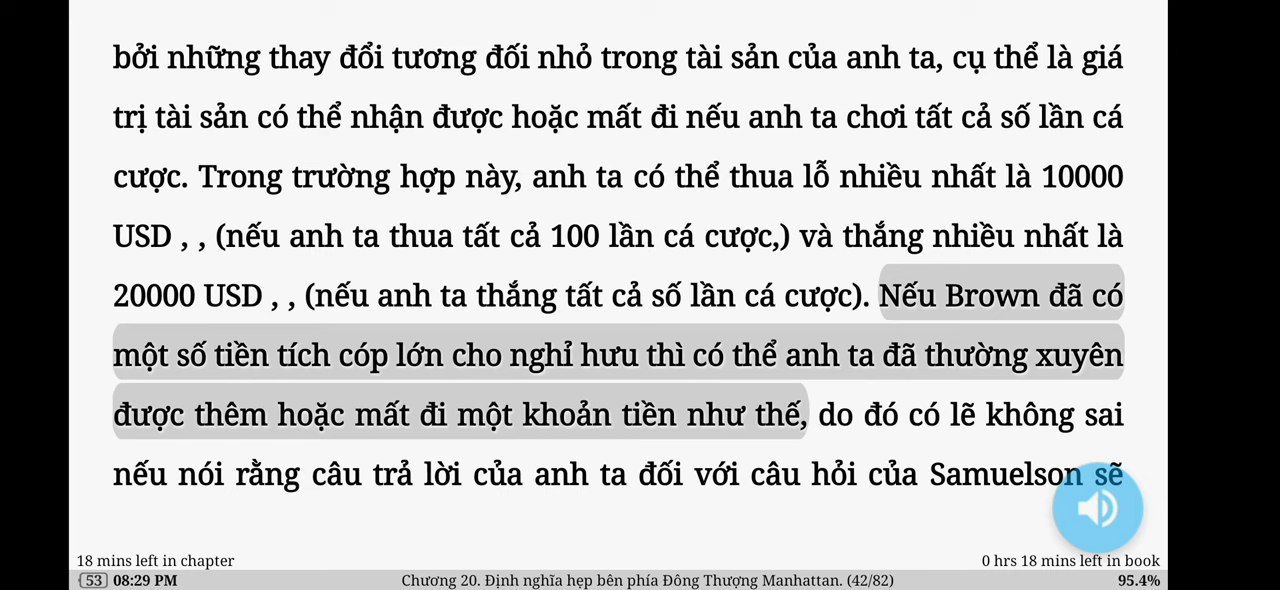 bởi những thay đổi tương đối nhỏ trong tài sản của anh ta, cụ thể là giá
trị tài sản có thể nhận được hoặc mất đi nếu anh ta chơi tất cả số lần cá
cược. Trong trường hợp này, anh ta có thể thua lỗ nhiều nhất là 10000
USD , , (nếu anh ta thua tất cả 100 lần cá cược,) và thắng nhiều nhất là
20000 USD , , (nếu anh ta thắng tất cả số lần cá cược). Nếu Brown đã có
một số tiền tích cóp lớn cho nghỉ hưu thì có thể anh ta đã thường xuyên
được thêm hoặc mất đi một khoản tiền như thế, do đó có lẽ không sai
nếu nói rằng câu trả lời của anh ta đối với câu hỏi của Samuelson sẽ
18 mins left in chapter 0 hrs 18 mins left in book
53 08:29 PM Chương 20. Định nghĩa hẹp bên phía Đông Thượng Manhattan. (42/82) 95.4%